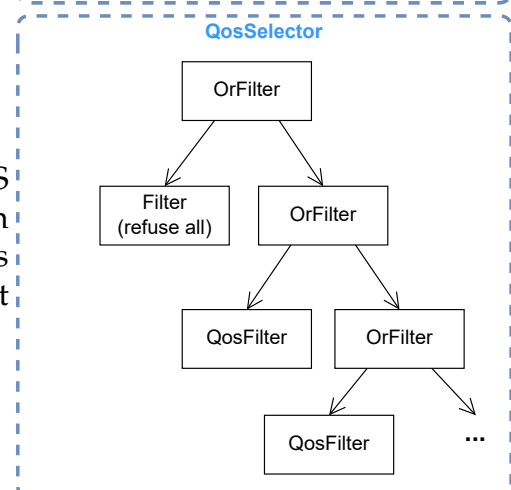 QosSelector
OrFilter
Filter
(refuse all)
OrFilter
QosFilter
OrFilter
QosFilter
...